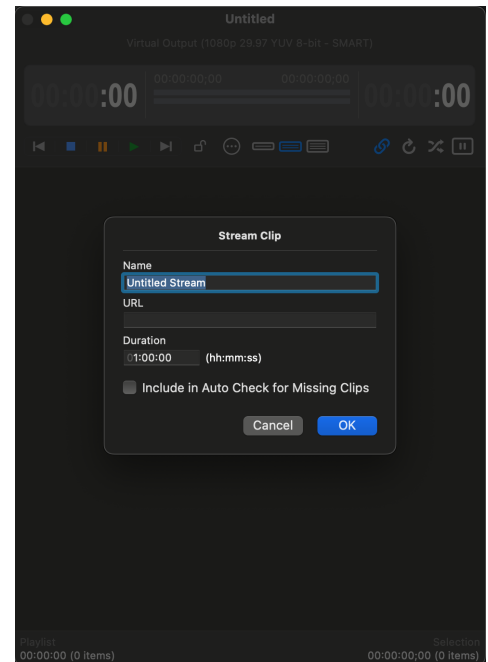 Untitled
Virtual Output (1080p 29.97 YUV 8-bit - SMART)
00:00:00;00 00:00:00;00
00:00:00 00:00:00
Stream Clip
Name
Untitled Stream
URL
Duration
01:00:00 (hh:mm:ss)
Include in Auto Check for Missing Clips
Cancel OK
Playlist Selection
00:00:00 (0 items) 00:00:00;00 (0 items)